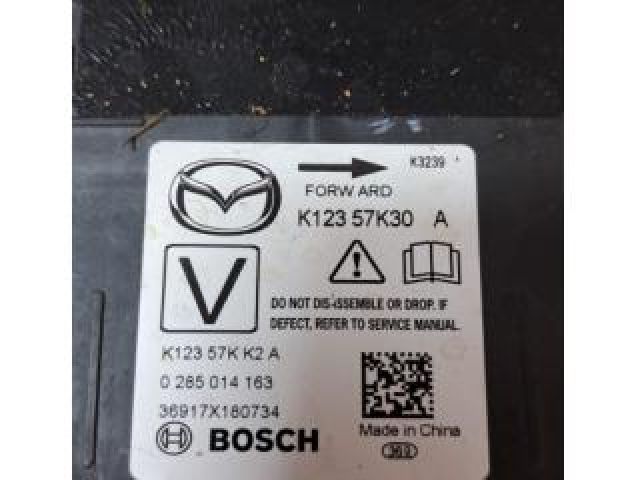 K3239
FORWARD
K123 57K30 A
V
DO NOT DIS-ASSEMBLE OR DROP. IF
DEFECT, REFER TO SERVICE MANUAL.
K123 57K K2 A
0 285 014 163
36917X180734
BOSCH
Made in China